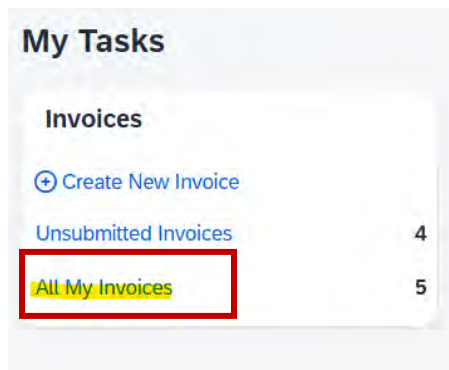 My Tasks
Invoices
Create New Invoice
Unsubmitted Invoices 4
All My Invoices 5